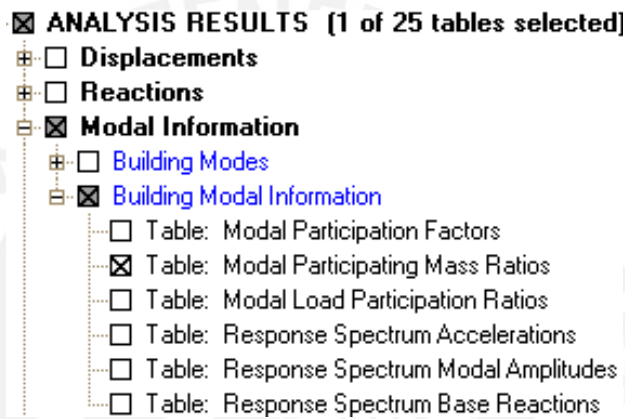 ANALYSIS RESULTS (1 of 25 tables selected)
Displacements
Reactions
Modal Information
Building Modes
Building Modal Information
Table: Modal Participation Factors
Table: Modal Participating Mass Ratios
Table: Modal Load Participation Ratios
Table: Response Spectrum Accelerations
Table: Response Spectrum Modal Amplitudes
Table: Response Spectrum Base Reactions